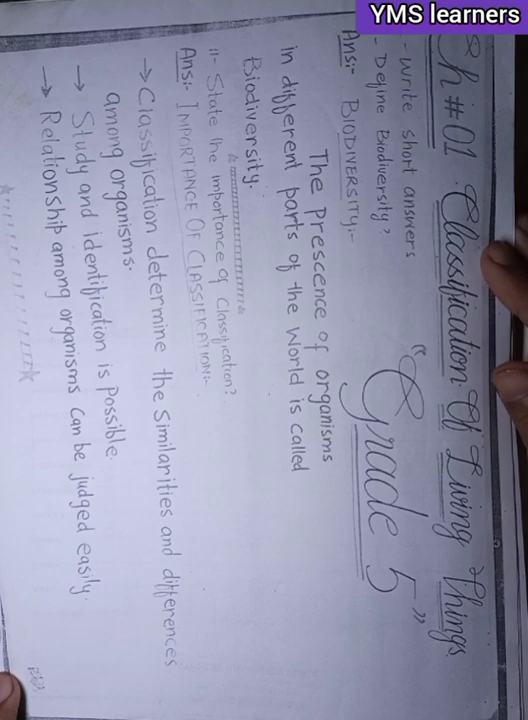 YMS learners
Ch # 01 Classification Of Living Things
"Grade 5"
- Write short answers
- Define Biodiversity?
Ans:- BIODIVERSITY:-
The Prescence of organisms
in different parts of the world is called
Biodiversity.
ii- State the importance of Classification?
Ans:- IMPORTANCE OF CLASSIFICATION:-
→ Classification determine the similarities and differences
among organisms.
→ Study and identification is possible.
→ Relationship among organisms can be judged easily.